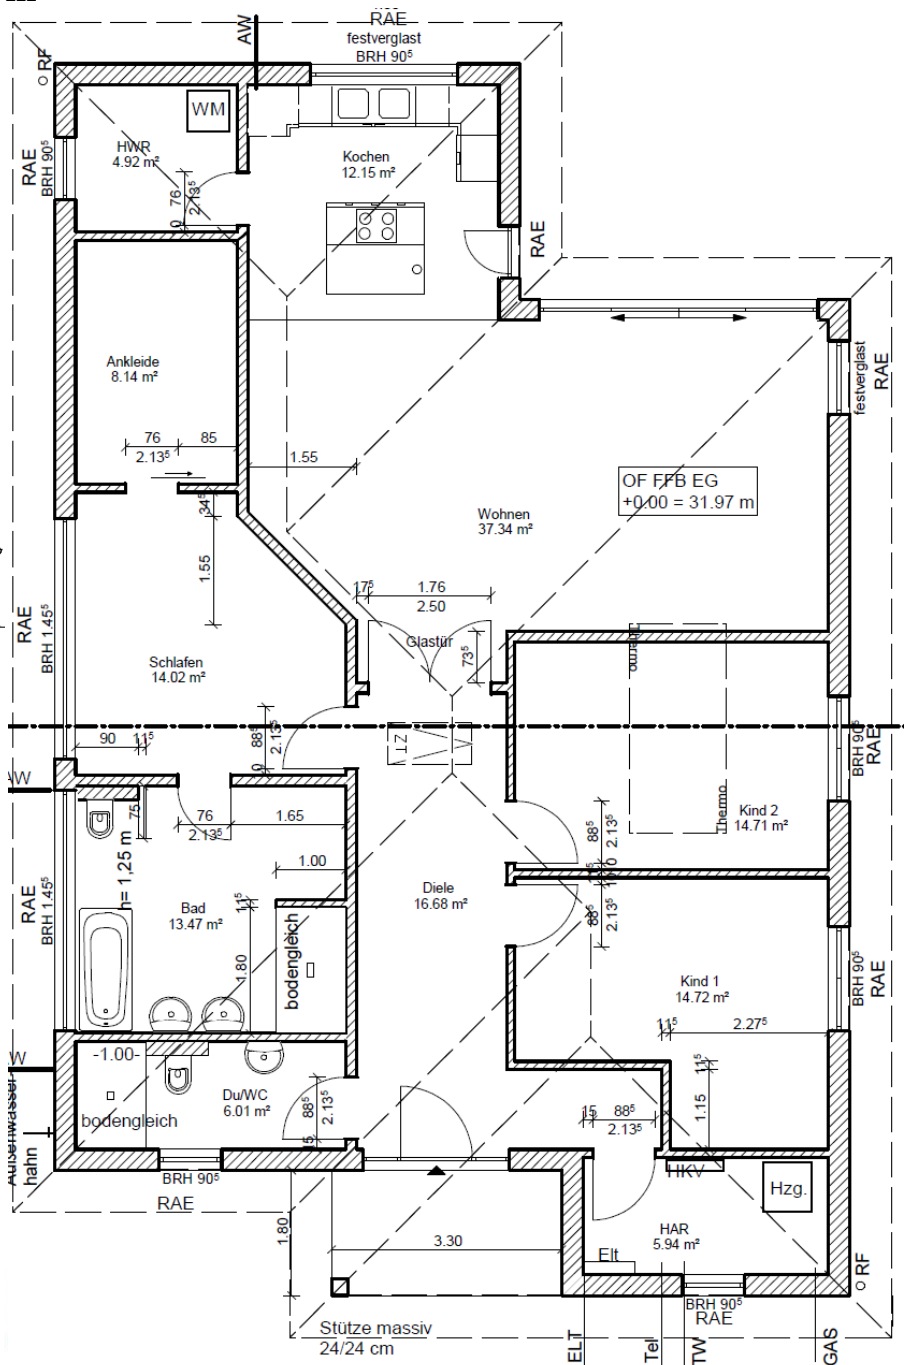 RAE
festverglast
BRH 90⁵
AW
RF
WM
HWR
4.92 m²
Kochen
12.15 m²
RAE
BRH 90⁵
76
2.13⁵
RAE
Ankleide
8.14 m²
festverglast
RAE
76
2.13⁵
85
1.55
OF FFB EG
+0.00 = 31.97 m
34⁵
Wohnen
37.34 m²
1.55
17⁵
1.76
2.50
RAE
BRH 1.45⁵
Glastür
73⁵
Thermo
Schlafen
14.02 m²
88⁵
2.13⁵
0
ZT
90
11⁵
BRH 90⁵
RAE
AW
75
h= 1,25 m
76
2.13⁵
1.65
Thermo
Kind 2
14.71 m²
88⁵
2.13⁵
1.00
Diele
16.68 m²
RAE
BRH 1.45⁵
Bad
13.47 m²
11⁵
1.80
bodengleich
88⁵
2.13⁵
Kind 1
14.72 m²
BRH 90⁵
RAE
11⁵
2.27⁵
-1.00-
Du/WC
6.01 m²
bodengleich
88⁵
2.13⁵
15
11⁵
1.15
Außenwasser-
hahn
15
88⁵
2.13⁵
BRH 90⁵
RAE
HKV
Hzg.
1.80
3.30
HAR
5.94 m²
Elt
RF
BRH 90⁵
RAE
Stütze massiv
24/24 cm
ELT
Tel
TW
GAS